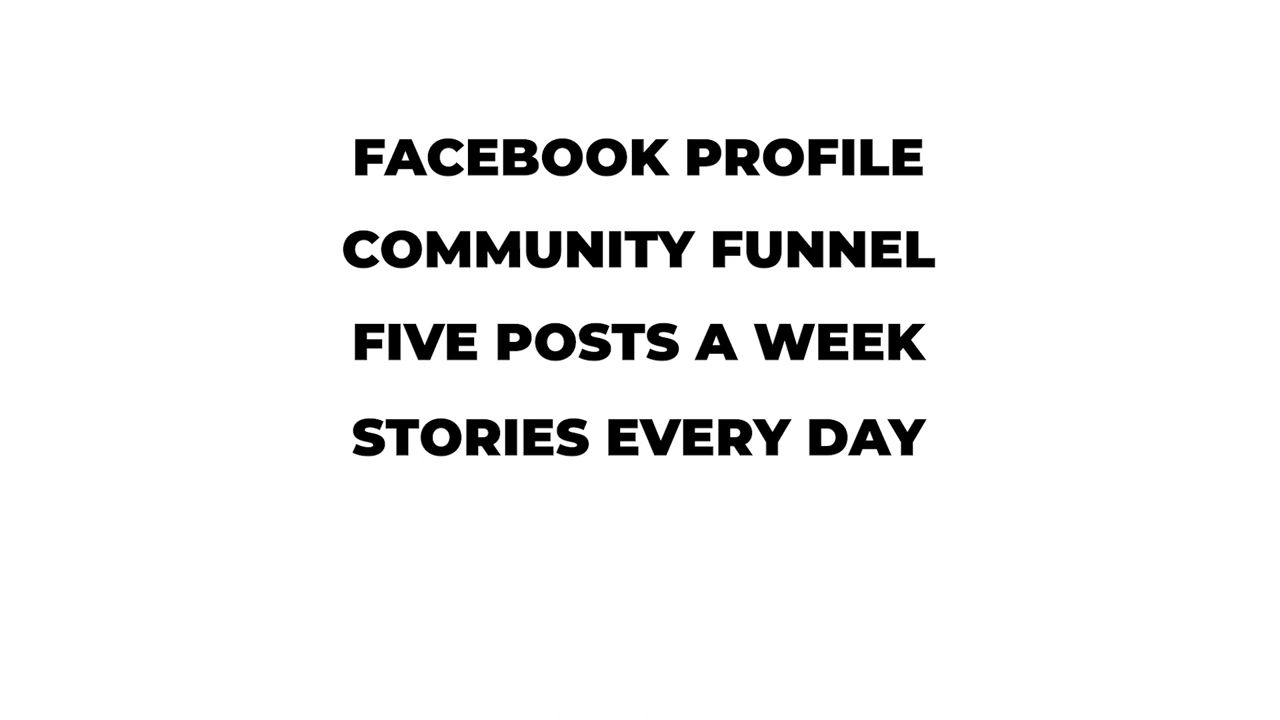 FACEBOOK PROFILE
COMMUNITY FUNNEL
FIVE POSTS A WEEK
STORIES EVERY DAY